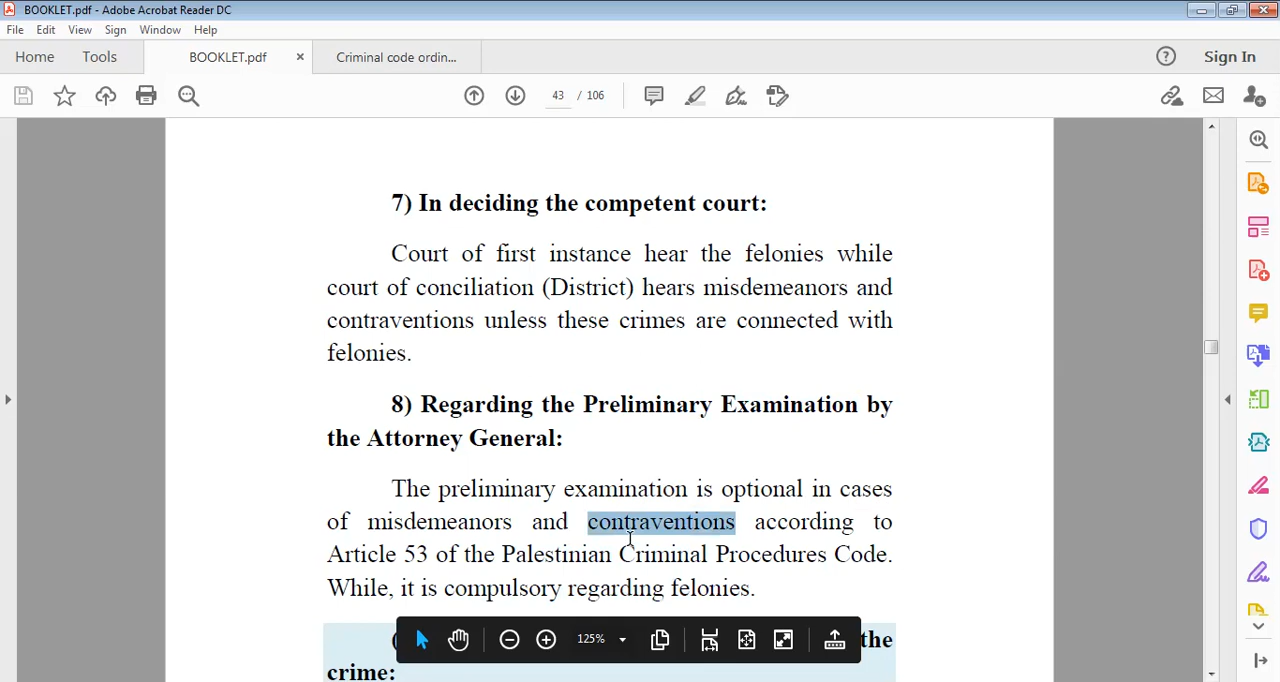 BOOKLET.pdf - Adobe Acrobat Reader DC
File Edit View Sign Window Help
Home Tools BOOKLET.pdf × Criminal code ordin... Sign In
43 / 106
7) In deciding the competent court:
Court of first instance hear the felonies while
court of conciliation (District) hears misdemeanors and
contraventions unless these crimes are connected with
felonies.
8) Regarding the Preliminary Examination by
the Attorney General:
The preliminary examination is optional in cases
of misdemeanors and contraventions according to
Article 53 of the Palestinian Criminal Procedures Code.
While, it is compulsory regarding felonies.
125%
the
crime: